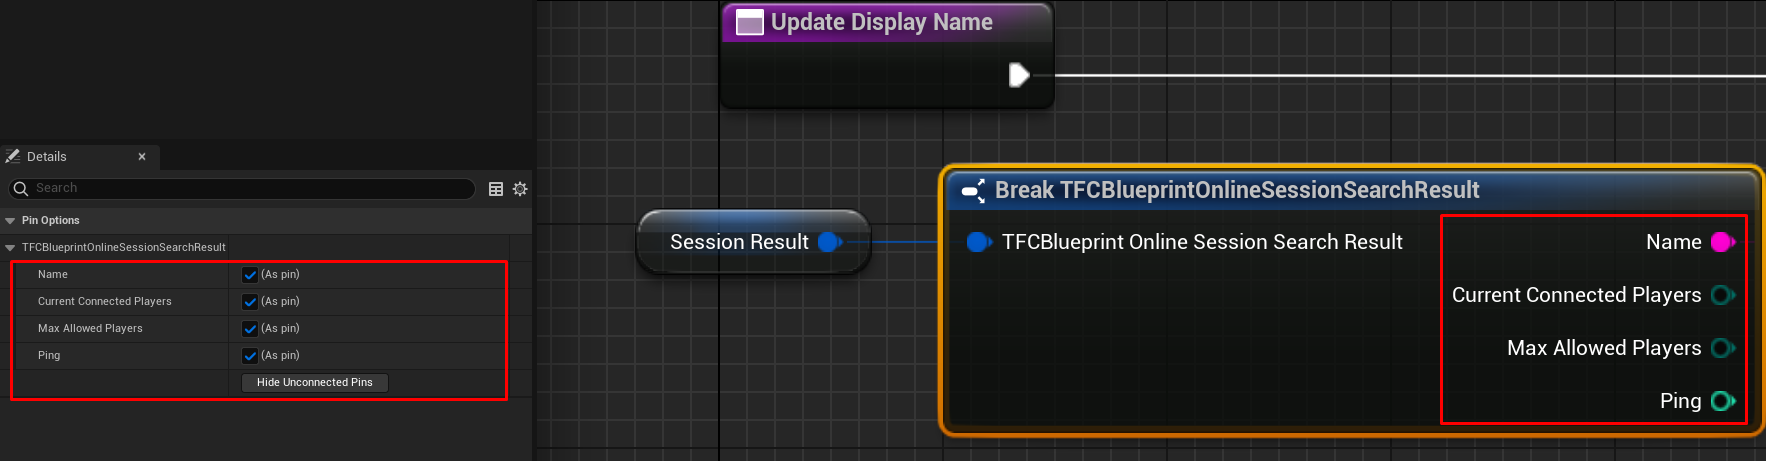 Details
Search
Pin Options
TFCBlueprintOnlineSessionSearchResult
Name (As pin)
Current Connected Players (As pin)
Max Allowed Players (As pin)
Ping (As pin)
Hide Unconnected Pins
Update Display Name
Session Result
Break TFCBlueprintOnlineSessionSearchResult
TFCBlueprint Online Session Search Result
Name
Current Connected Players
Max Allowed Players
Ping